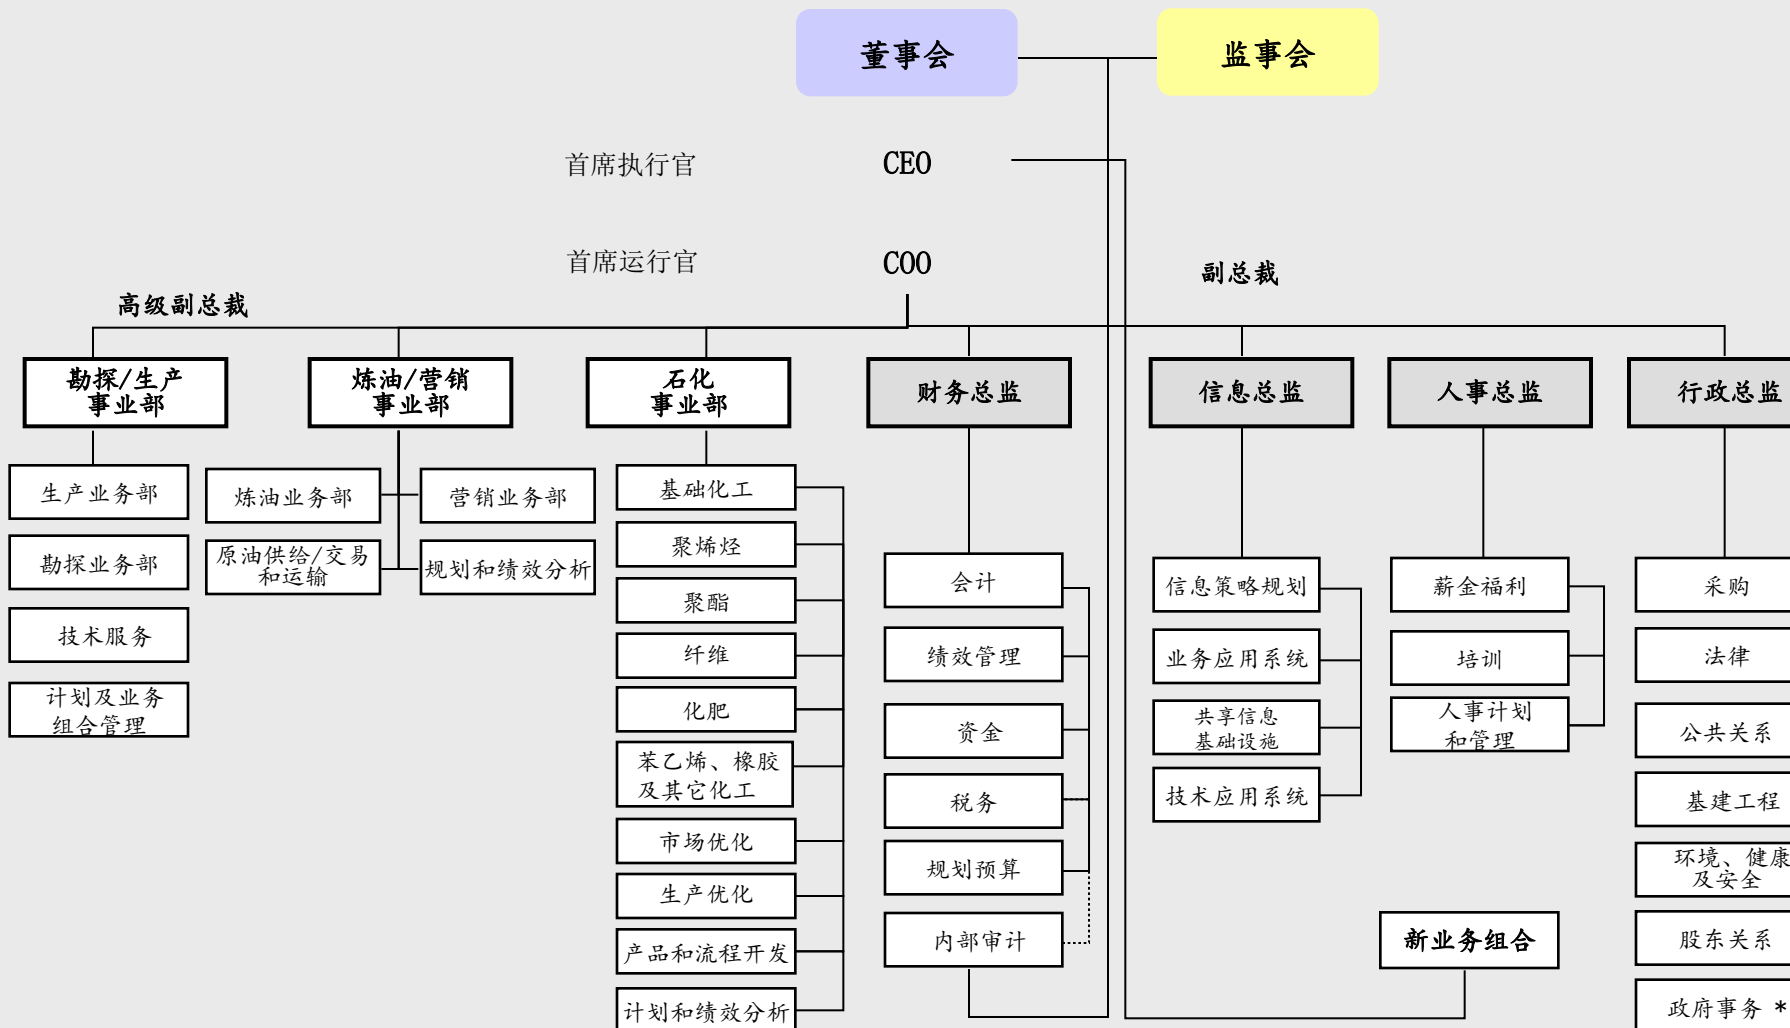 董事会
监事会
首席执行官
CEO
首席运行官
COO
副总裁
高级副总裁
勘探/生产
事业部
炼油/营销
事业部
石化
事业部
财务总监
信息总监
人事总监
行政总监
生产业务部
勘探业务部
技术服务
计划及业务
组合管理
炼油业务部
营销业务部
原油供给/交易
和运输
规划和绩效分析
基础化工
聚烯烃
聚酯
纤维
化肥
苯乙烯、橡胶
及其它化工
市场优化
生产优化
产品和流程开发
计划和绩效分析
会计
绩效管理
资金
税务
规划预算
内部审计
信息策略规划
业务应用系统
共享信息
基础设施
技术应用系统
薪金福利
培训
人事计划
和管理
新业务组合
采购
法律
公共关系
基建工程
环境、健康
及安全
股东关系
政府事务 *